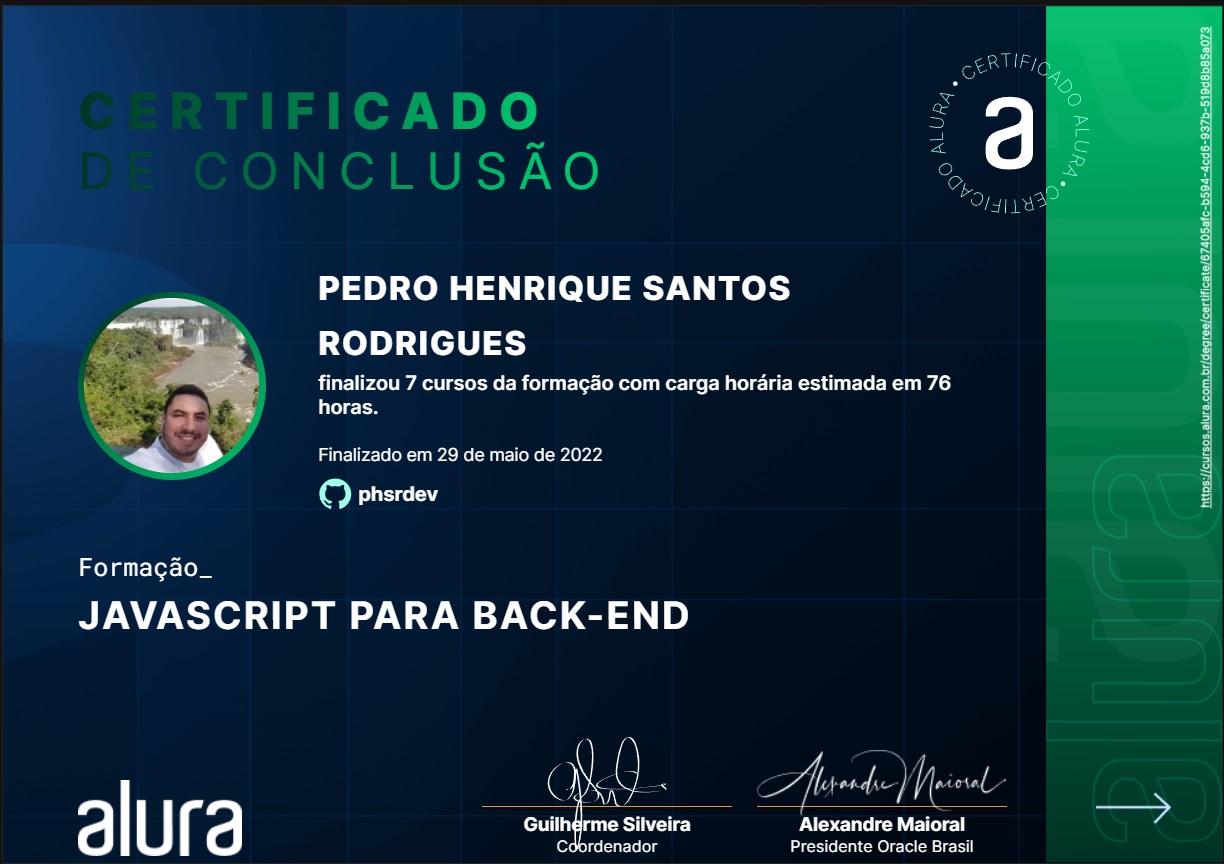 CERTIFICADO
DE CONCLUSÃO
CERTIFICADO ALURA • CERTIFICADO ALURA •
a
PEDRO HENRIQUE SANTOS
RODRIGUES
finalizou 7 cursos da formação com carga horária estimada em 76
horas.
Finalizado em 29 de maio de 2022
phsrdev
Formação_
JAVASCRIPT PARA BACK-END
alura
Alexandre Maioral
Guilherme Silveira
Coordenador
Alexandre Maioral
Presidente Oracle Brasil
https://cursos.alura.com.br/degree/certificate/67405afc-b594-4cd6-937b-519d8b85a073
alura